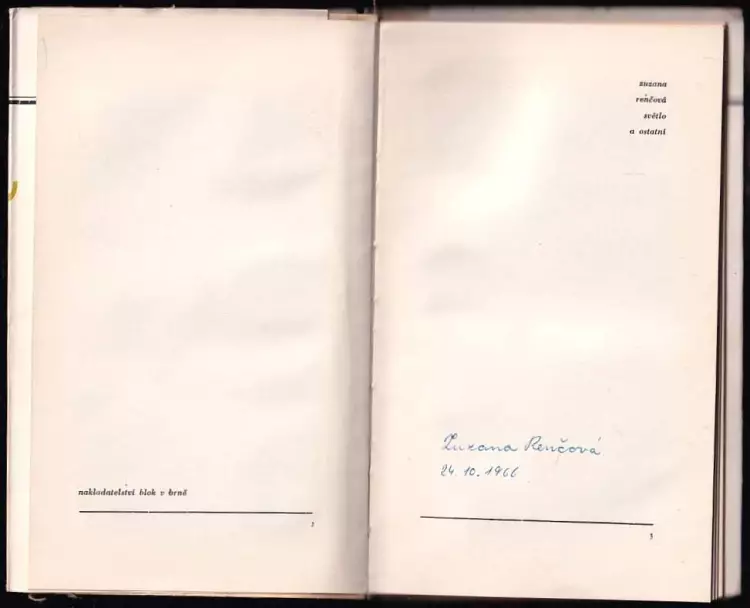 nakladatelství blok v brně
2
zuzana
renčová
světlo
a ostatní
Zuzana Renčová
24. 10. 1966
3